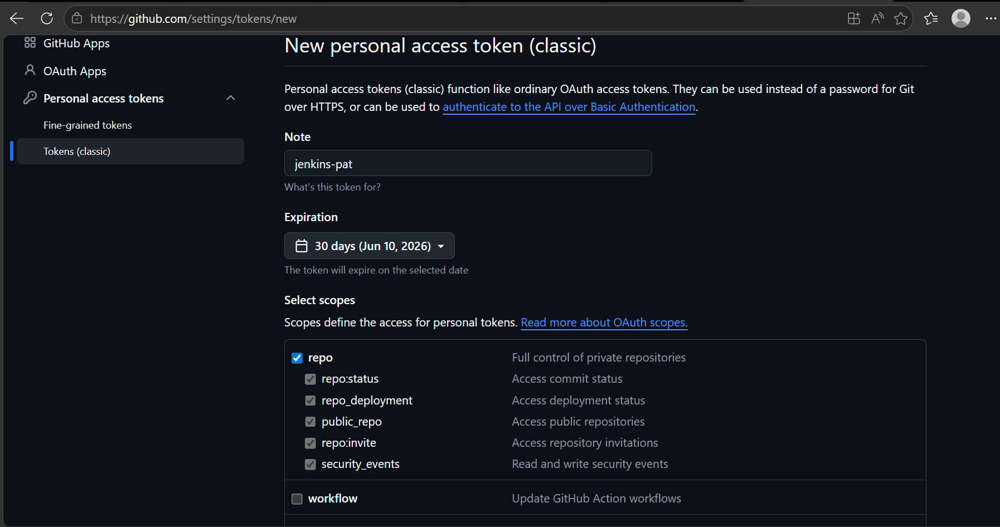 https://github.com/settings/tokens/new
GitHub Apps
OAuth Apps
Personal access tokens
Fine-grained tokens
Tokens (classic)
New personal access token (classic)
Personal access tokens (classic) function like ordinary OAuth access tokens. They can be used instead of a password for Git
over HTTPS, or can be used to authenticate to the API over Basic Authentication.
Note
jenkins-pat
What's this token for?
Expiration
30 days (Jun 10, 2026)
The token will expire on the selected date
Select scopes
Scopes define the access for personal tokens. Read more about OAuth scopes.
repo Full control of private repositories
repo:status Access commit status
repo_deployment Access deployment status
public_repo Access public repositories
repo:invite Access repository invitations
security_events Read and write security events
workflow Update GitHub Action workflows